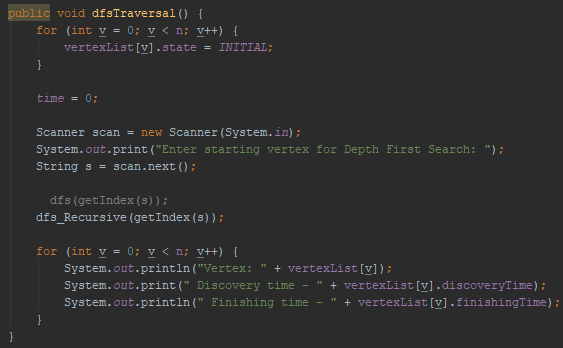 public void dfsTraversal() {
for (int v = 0; v < n; v++) {
vertexList[v].state = INITIAL;
}
time = 0;
Scanner scan = new Scanner(System.in);
System.out.print("Enter starting vertex for Depth First Search: ");
String s = scan.next();
dfs(getIndex(s));
dfs_Recursive(getIndex(s));
for (int v = 0; v < n; v++) {
System.out.println("Vertex: " + vertexList[v]);
System.out.print(" Discovery time - " + vertexList[v].discoveryTime);
System.out.println(" Finishing time - " + vertexList[v].finishingTime);
}
}